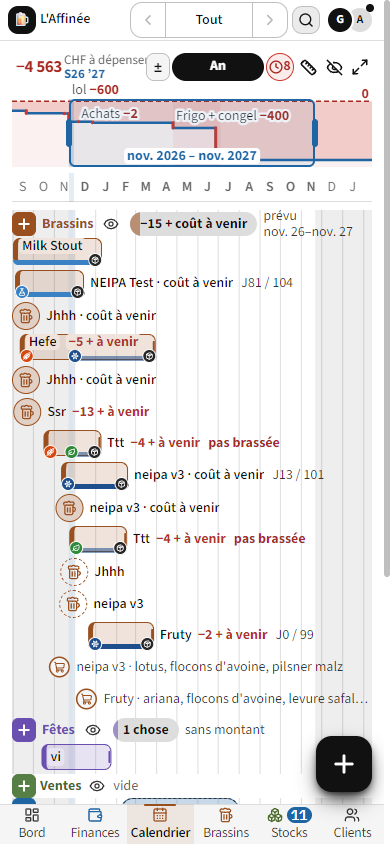 L'Affinée
Tout
G A
−4 563 CHF à dépenser
S26 ’27
± An 8
lol −600
0
Achats −2
Frigo + congel −400
nov. 2026 – nov. 2027
S O N D J F M A M J J A S O N D J
Brassins −15 + coût à venir prévu
nov. 26–nov. 27
Milk Stout
NEIPA Test · coût à venir J81 / 104
Jhhh · coût à venir
Hefe −5 + à venir
Jhhh · coût à venir
Ssr −13 + à venir
Ttt −4 + à venir pas brassée
neipa v3 · coût à venir J13 / 101
neipa v3 · coût à venir
Ttt −4 + à venir pas brassée
Jhhh
neipa v3
Fruty −2 + à venir J0 / 99
neipa v3 · lotus, flocons d'avoine, pilsner malz
Fruty · ariana, flocons d'avoine, levure safal…
Fêtes 1 chose sans montant
vi
Ventes vide
Bord Finances Calendrier Brassins Stocks 11 Clients